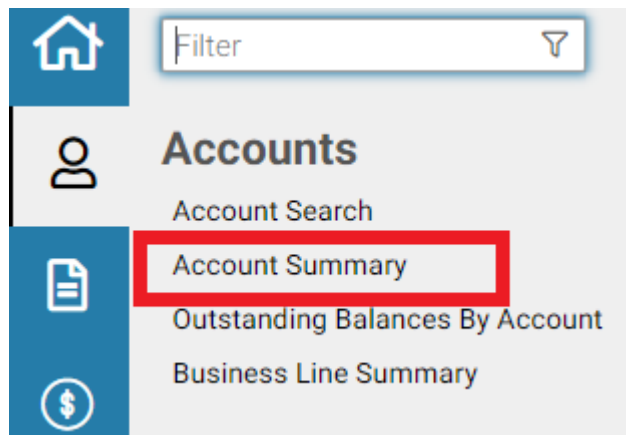 Filter
Accounts
Account Search
Account Summary
Outstanding Balances By Account
Business Line Summary
$